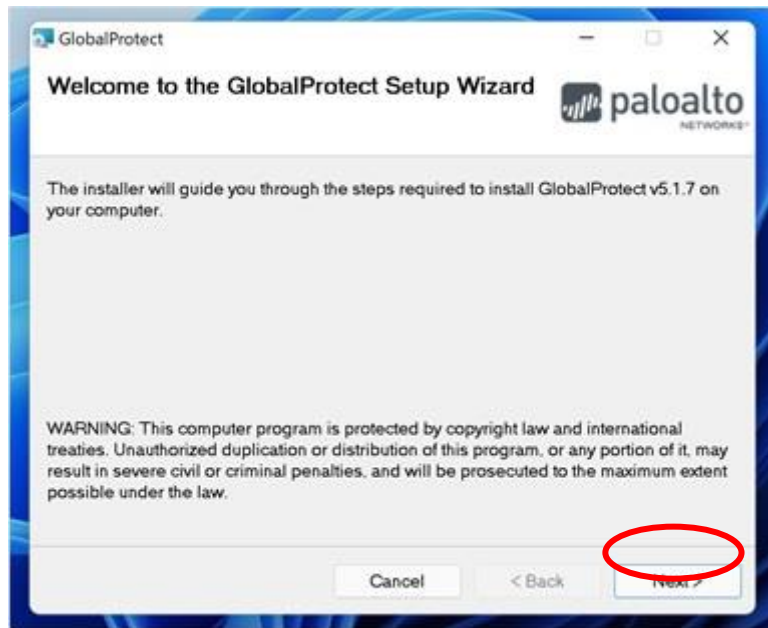 GlobalProtect
Welcome to the GlobalProtect Setup Wizard
paloalto
NETWORKS
The installer will guide you through the steps required to install GlobalProtect v5.1.7 on
your computer.
WARNING: This computer program is protected by copyright law and international
treaties. Unauthorized duplication or distribution of this program, or any portion of it, may
result in severe civil or criminal penalties, and will be prosecuted to the maximum extent
possible under the law.
Cancel
< Back
Next >